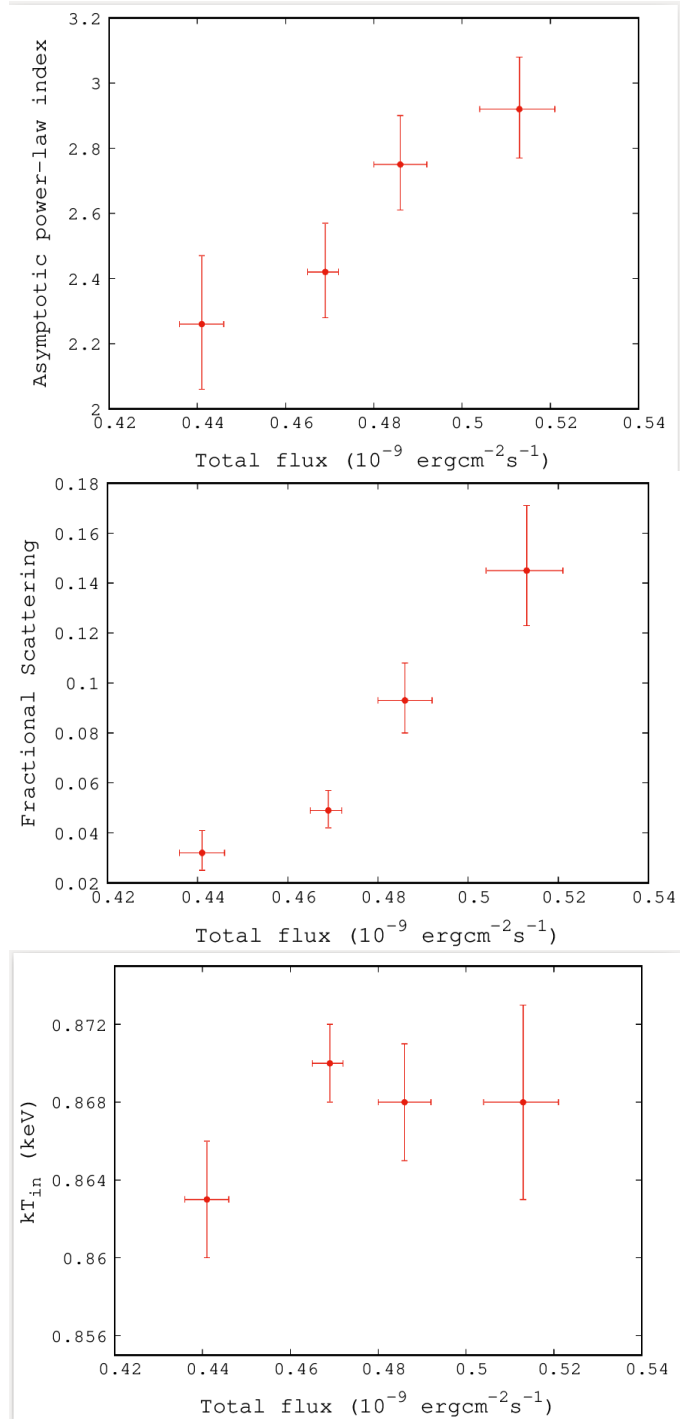 3.2
3
2.8
2.6
2.4
2.2
2
Asymptotic power-law index
0.42 0.44 0.46 0.48 0.5 0.52 0.54
Total flux (10⁻⁹ ergcm⁻²s⁻¹)
0.18
0.16
0.14
0.12
0.1
0.08
0.06
0.04
0.02
Fractional Scattering
0.42 0.44 0.46 0.48 0.5 0.52 0.54
Total flux (10⁻⁹ ergcm⁻²s⁻¹)
0.872
0.868
0.864
0.86
0.856
kTin (keV)
0.42 0.44 0.46 0.48 0.5 0.52 0.54
Total flux (10⁻⁹ ergcm⁻²s⁻¹)